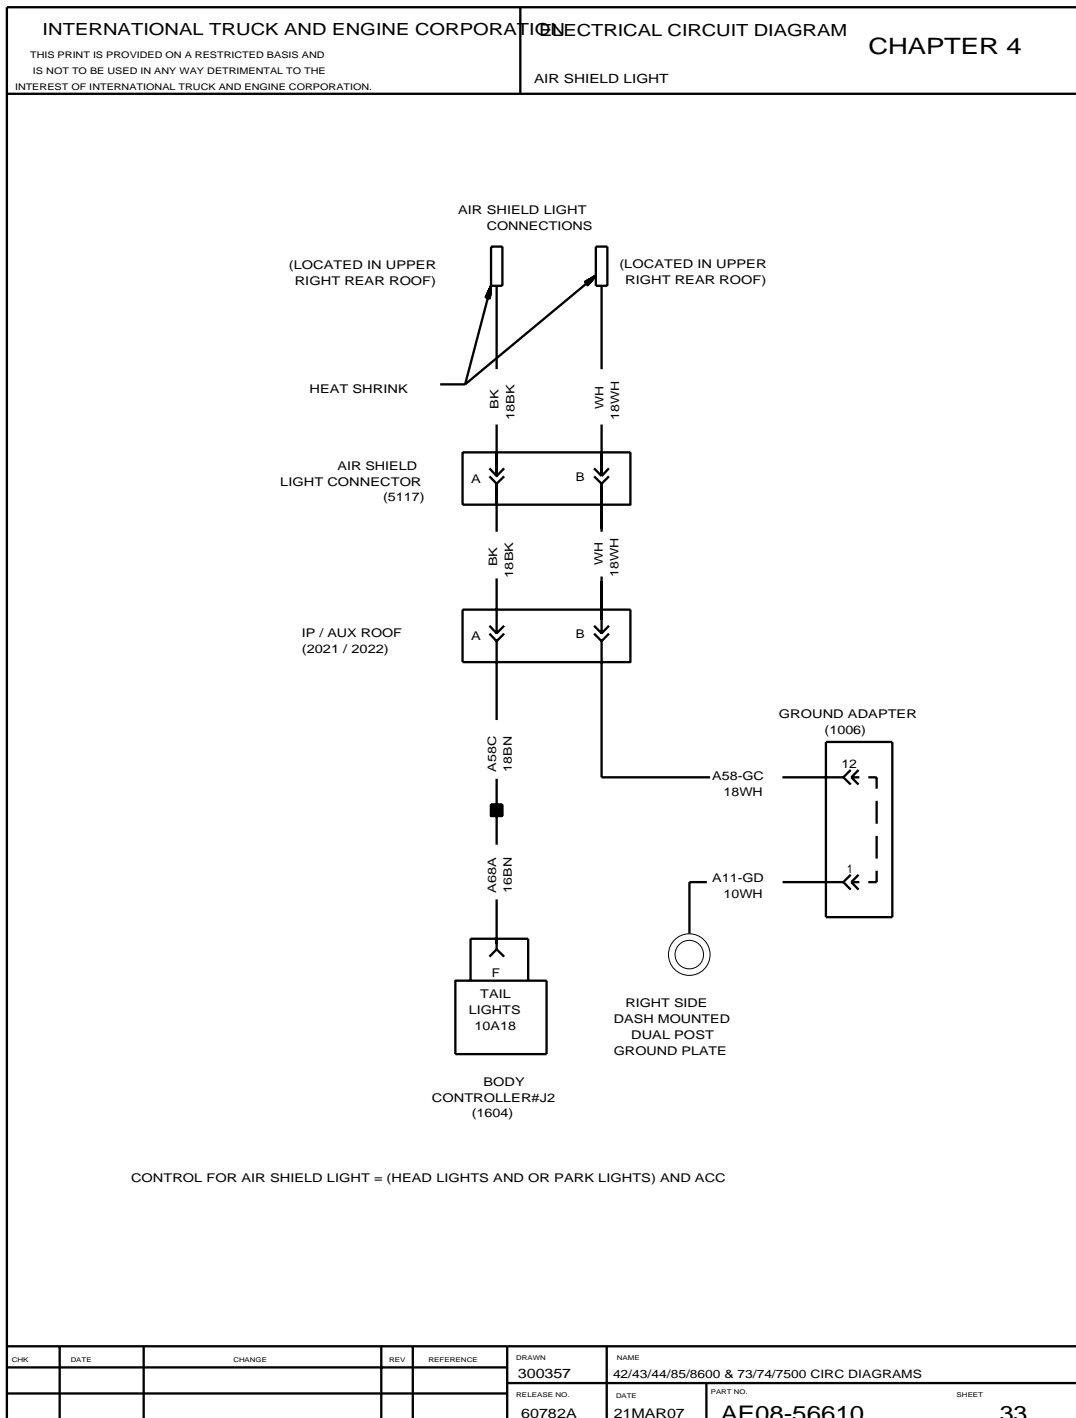 INTERNATIONAL TRUCK AND ENGINE CORPORATION
THIS PRINT IS PROVIDED ON A RESTRICTED BASIS AND
IS NOT TO BE USED IN ANY WAY DETRIMENTAL TO THE
INTEREST OF INTERNATIONAL TRUCK AND ENGINE CORPORATION.
ELECTRICAL CIRCUIT DIAGRAM
CHAPTER 4
AIR SHIELD LIGHT
AIR SHIELD LIGHT
CONNECTIONS
(LOCATED IN UPPER
RIGHT REAR ROOF)
(LOCATED IN UPPER
RIGHT REAR ROOF)
HEAT SHRINK
BK
18BK
WH
18WH
AIR SHIELD
LIGHT CONNECTOR
(5117)
A
B
BK
18BK
WH
18WH
IP / AUX ROOF
(2021 / 2022)
A
B
GROUND ADAPTER
(1006)
A58C
18BN
12
A58-GC
18WH
A68A
16BN
1
A11-GD
10WH
F
TAIL
LIGHTS
10A18
RIGHT SIDE
DASH MOUNTED
DUAL POST
GROUND PLATE
BODY
CONTROLLER#J2
(1604)
CONTROL FOR AIR SHIELD LIGHT = (HEAD LIGHTS AND OR PARK LIGHTS) AND ACC
CHK
DATE
CHANGE
REV
REFERENCE
DRAWN
300357
NAME
42/43/44/85/8600 & 73/74/7500 CIRC DIAGRAMS
RELEASE NO.
60782A
DATE
21MAR07
PART NO.
AE08-56610
SHEET
33